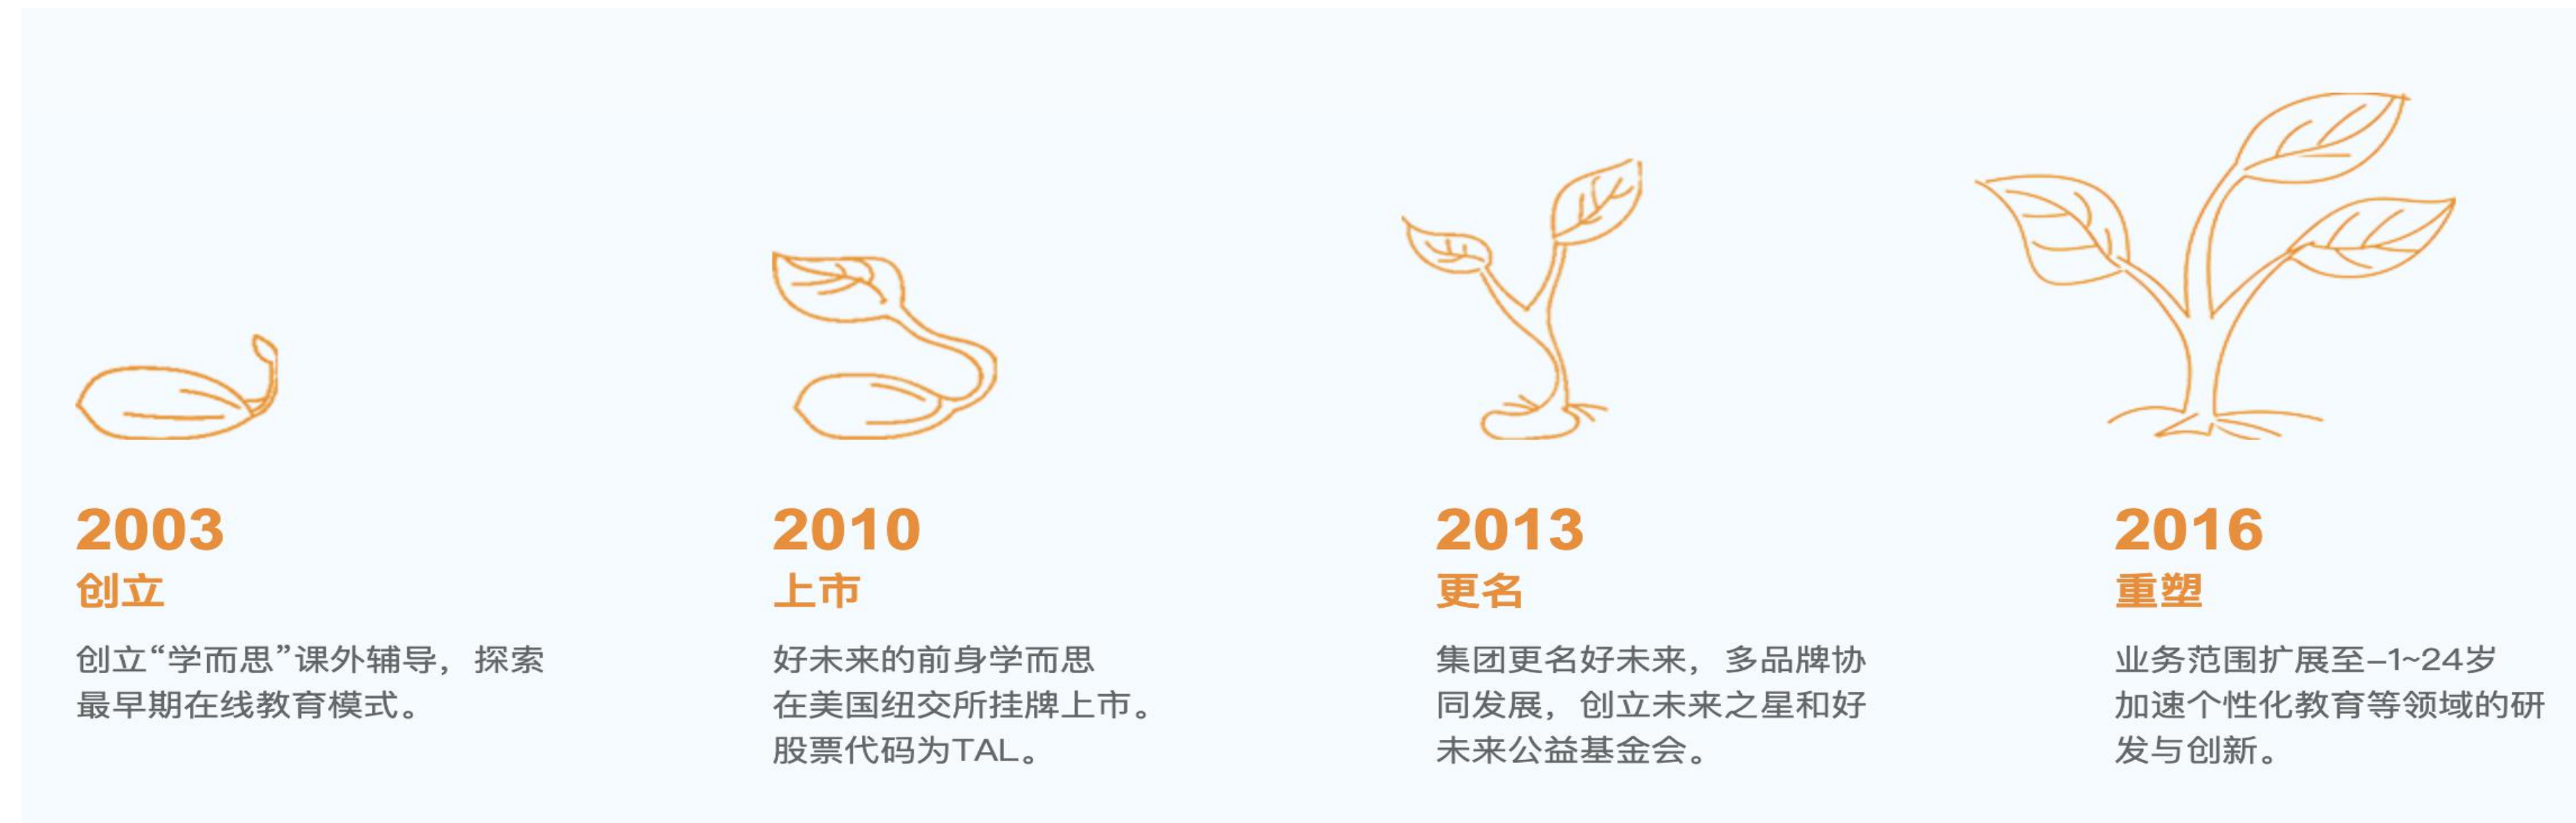 2003
创立
创立“学而思”课外辅导，探索
最早期在线教育模式。
2010
上市
好未来的前身学而思
在美国纽交所挂牌上市。
股票代码为TAL。
2013
更名
集团更名好未来，多品牌协
同发展，创立未来之星和好
未来公益基金会。
2016
重塑
业务范围扩展至–1~24岁
加速个性化教育等领域的研
发与创新。